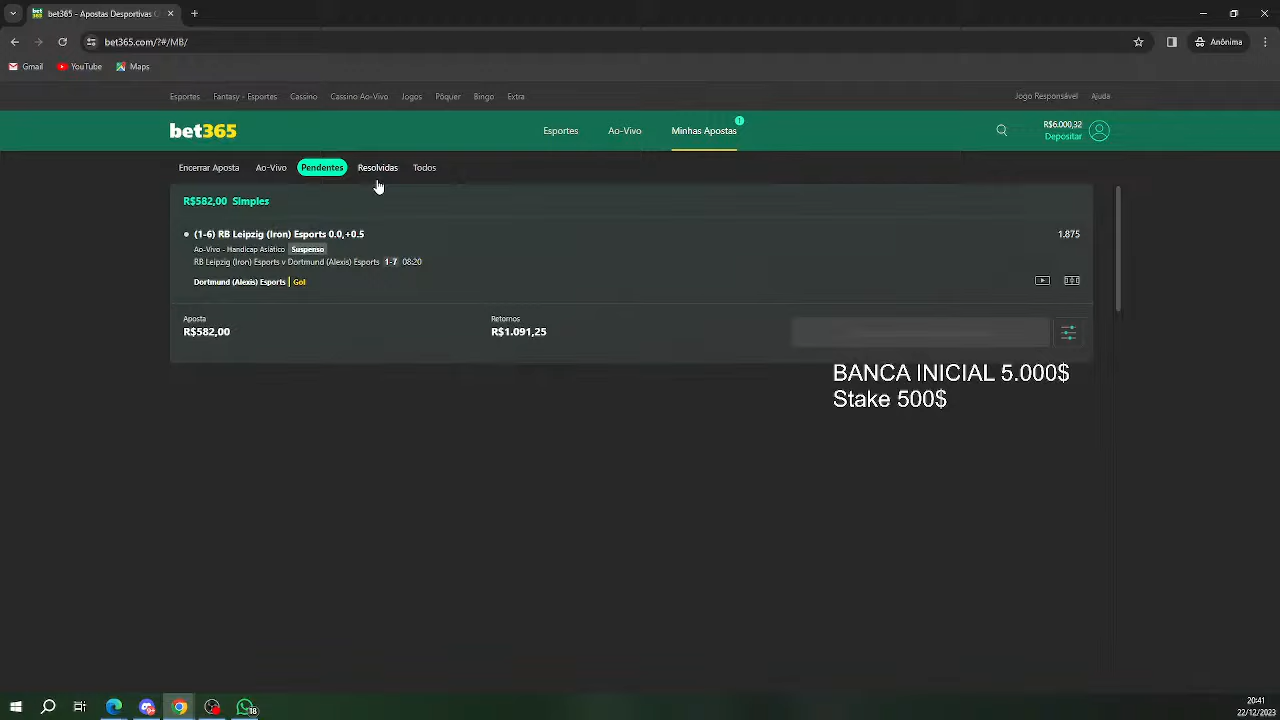 bet365 - Apostas Desportivas C
bet365.com/?#/MB/
Anônima
Gmail YouTube Maps
Esportes Fantasy - Esportes Cassino Cassino Ao-Vivo Jogos Pôquer Bingo Extra Jogo Responsável Ajuda
bet365 Esportes Ao-Vivo Minhas Apostas 1 R$6.000,32
Depositar
Encerrar Aposta Ao-Vivo Pendentes Resolvidas Todos
R$582,00 Simples
(1-6) RB Leipzig (Iron) Esports 0.0,+0.5 1.875
Ao-Vivo - Handicap Asiático Suspenso
RB Leipzig (Iron) Esports v Dortmund (Alexis) Esports 1-7 08:20
Dortmund (Alexis) Esports Gol
Aposta Retornos
R$582,00 R$1.091,25
BANCA INICIAL 5.000$
Stake 500$
18
20:41
22/12/2023